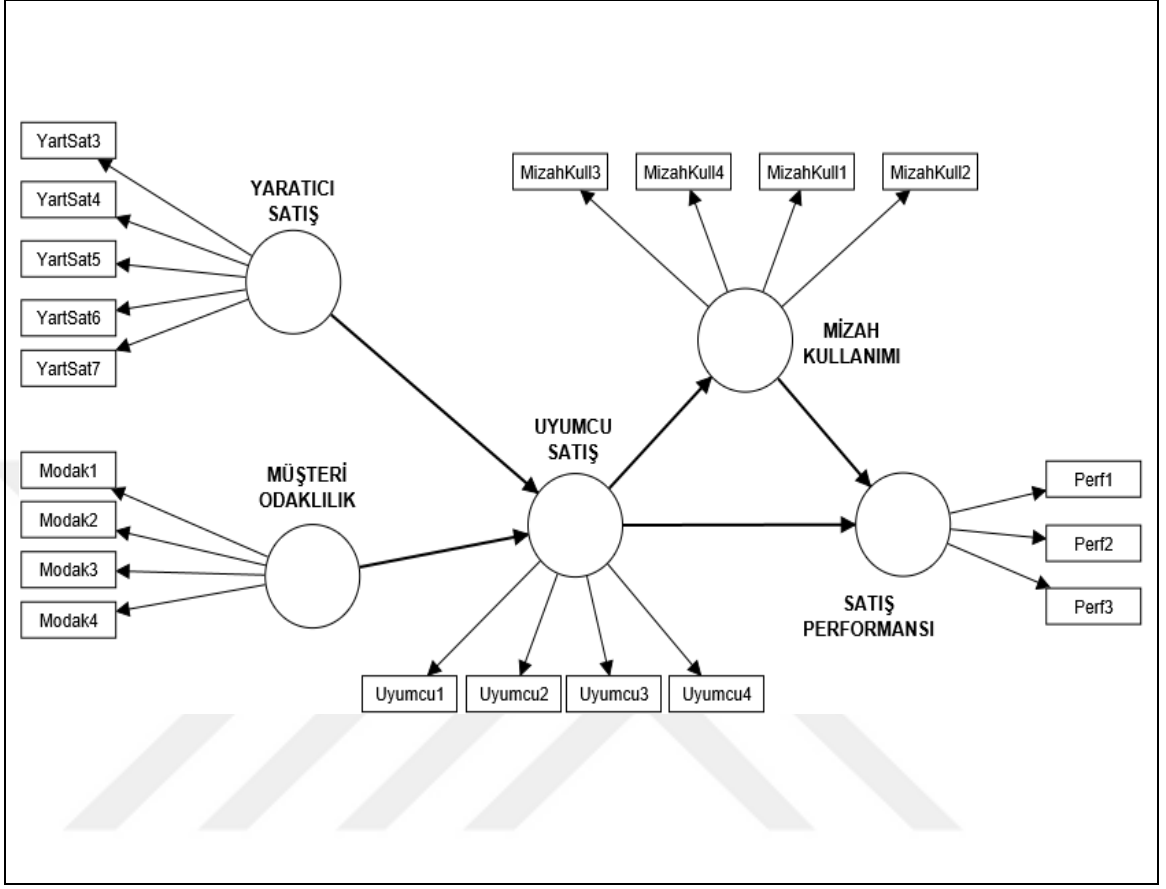 YartSat3
YartSat4
YartSat5
YartSat6
YartSat7
YARATICI
SATIŞ
MizahKull3
MizahKull4
MizahKull1
MizahKull2
MİZAH
KULLANIMI
Modak1
Modak2
Modak3
Modak4
MÜŞTERİ
ODAKLILIK
UYUMCU
SATIŞ
Uyumcu1
Uyumcu2
Uyumcu3
Uyumcu4
SATIŞ
PERFORMANSI
Perf1
Perf2
Perf3